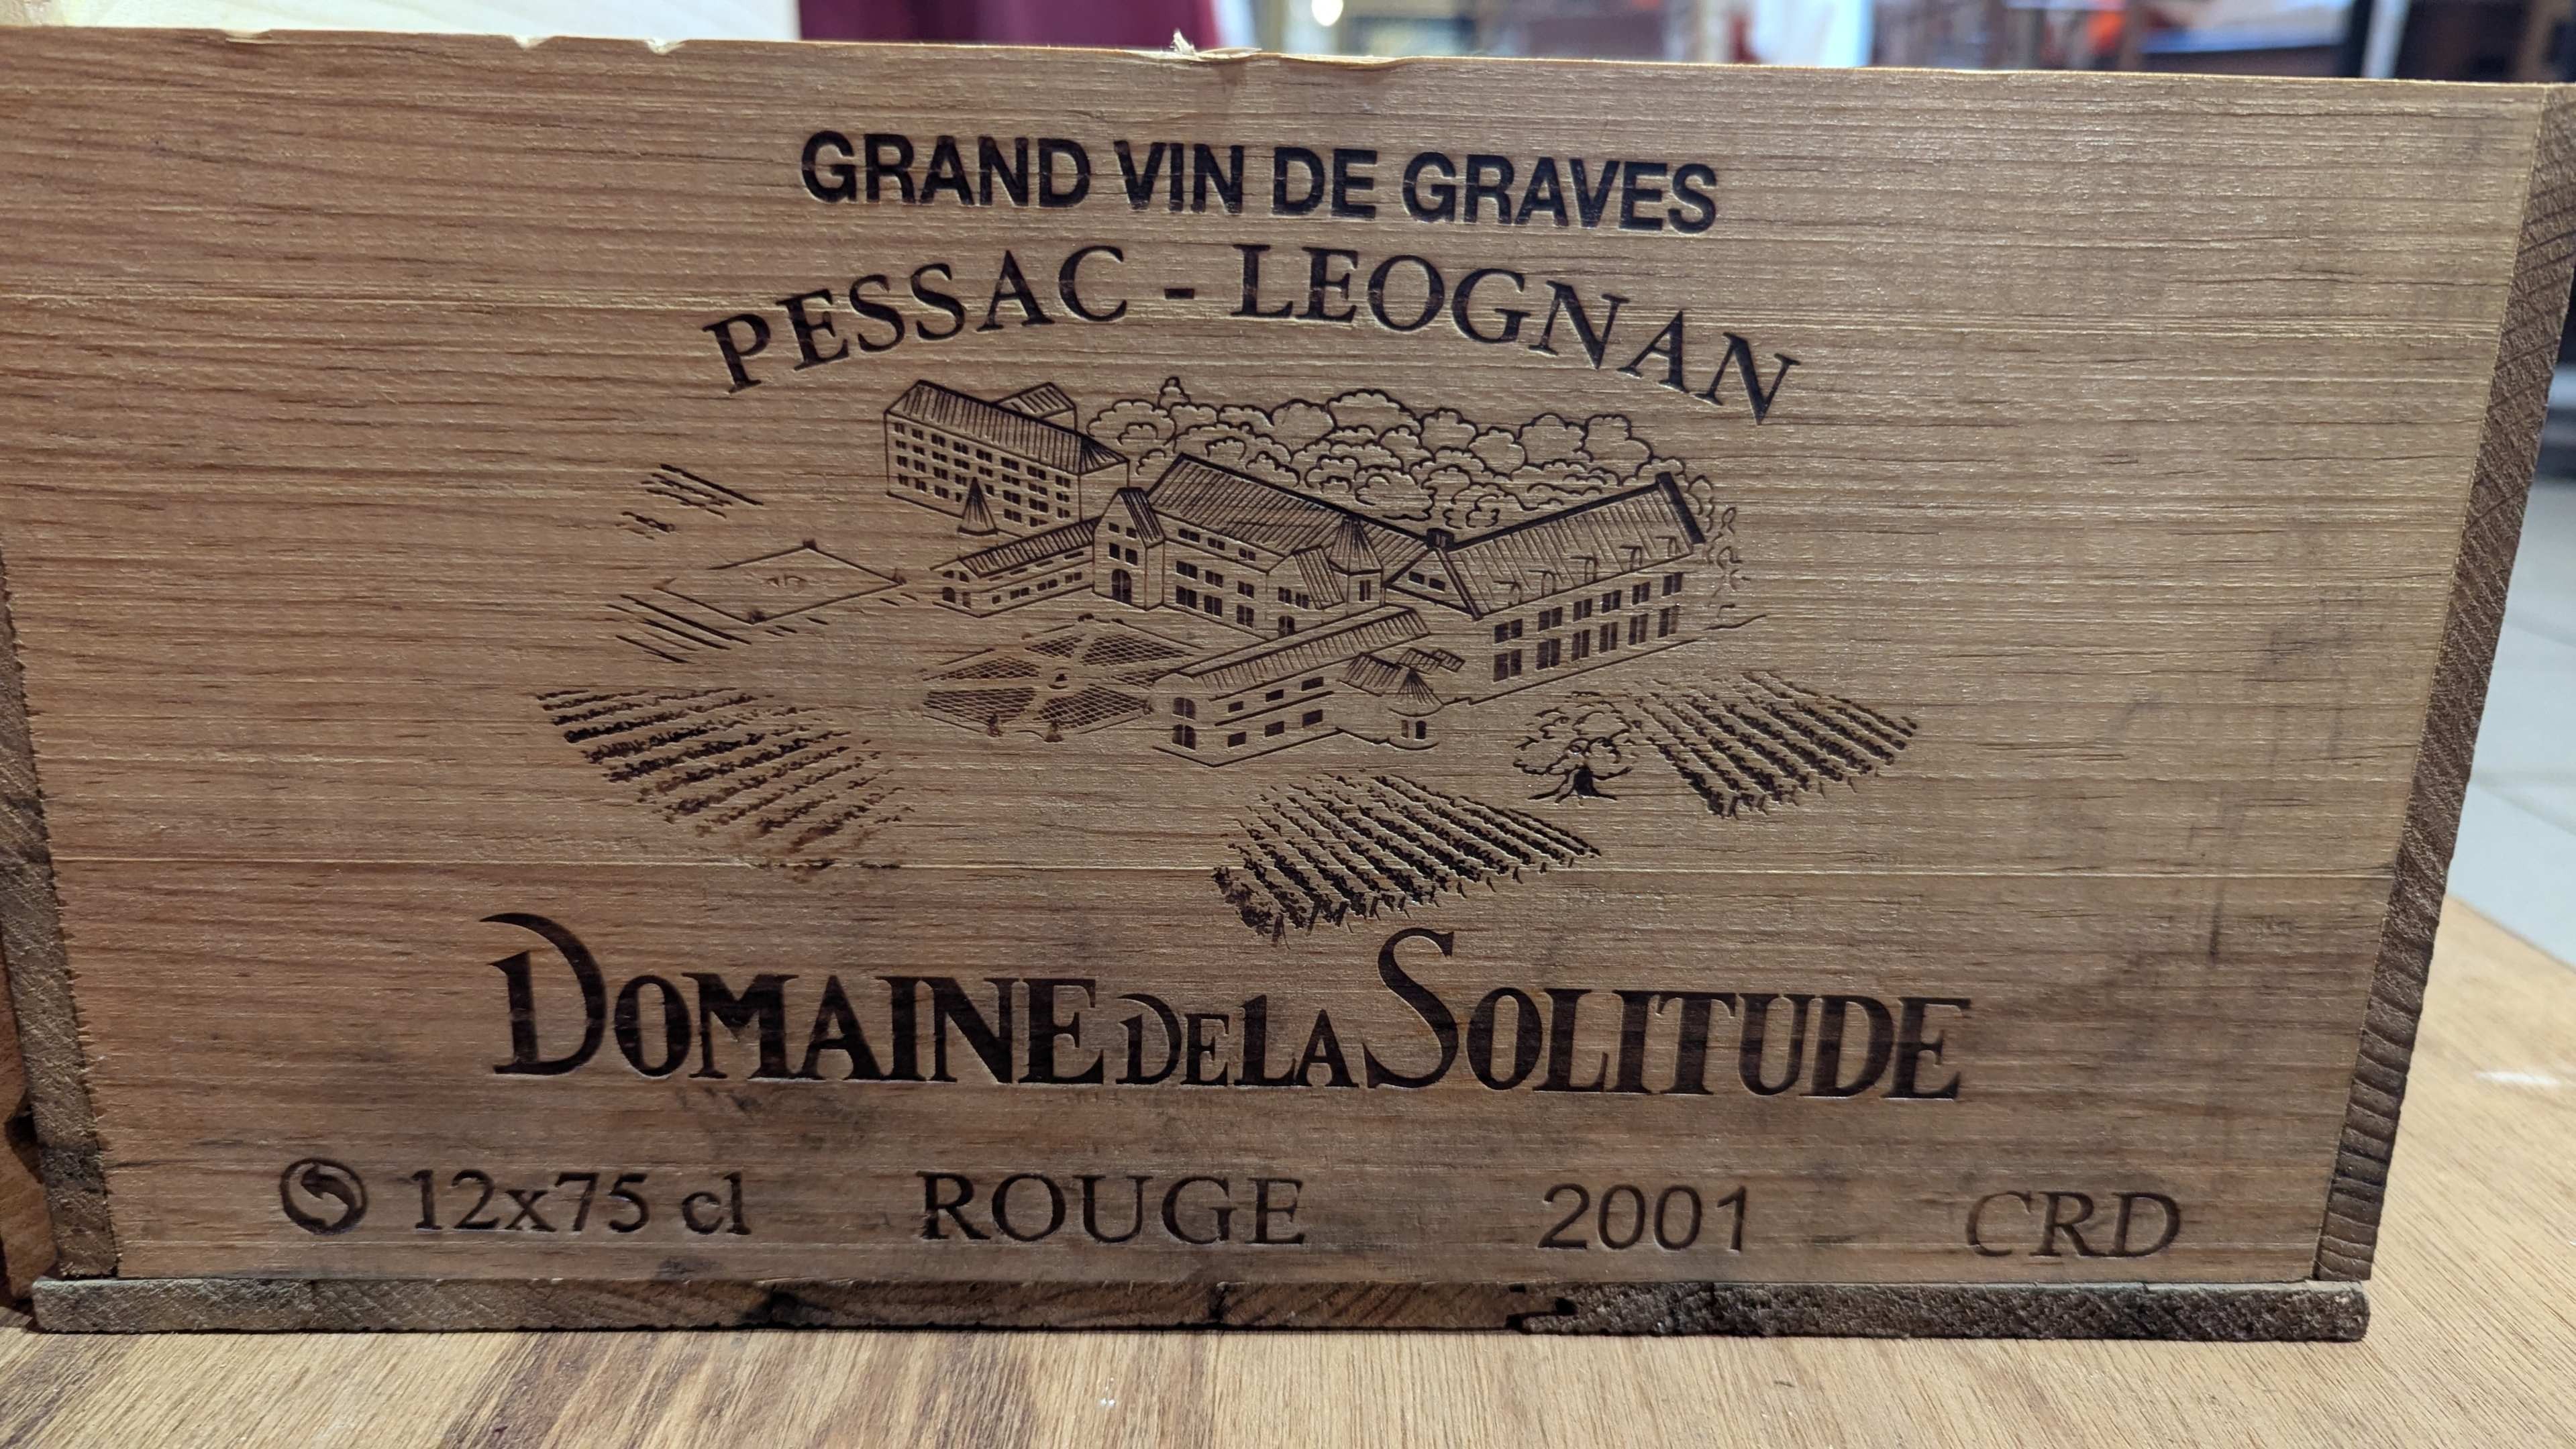 GRAND VIN DE GRAVES
PESSAC - LEOGNAN
DOMAINE DE LA SOLITUDE
12x75 cl ROUGE 2001 CRD